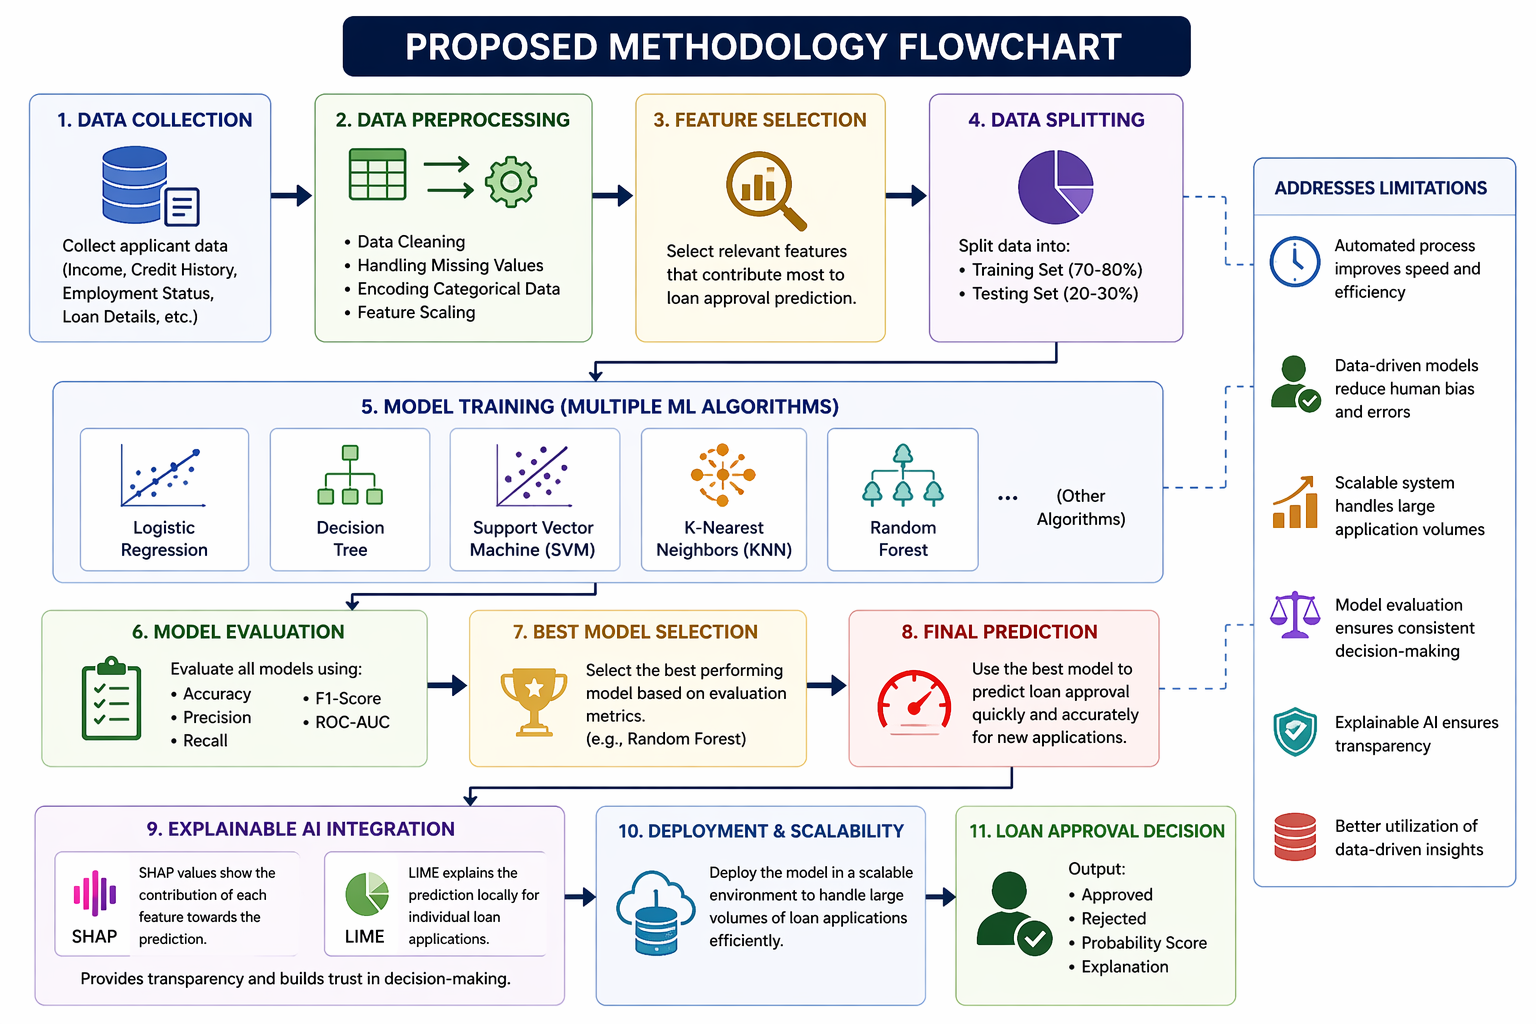 PROPOSED METHODOLOGY FLOWCHART
1. DATA COLLECTION
Collect applicant data
(Income, Credit History,
Employment Status,
Loan Details, etc.)
2. DATA PREPROCESSING
• Data Cleaning
• Handling Missing Values
• Encoding Categorical Data
• Feature Scaling
3. FEATURE SELECTION
Select relevant features
that contribute most to
loan approval prediction.
4. DATA SPLITTING
Split data into:
• Training Set (70-80%)
• Testing Set (20-30%)
5. MODEL TRAINING (MULTIPLE ML ALGORITHMS)
Logistic
Regression
Decision
Tree
Support Vector
Machine (SVM)
K-Nearest
Neighbors (KNN)
Random
Forest
...
(Other
Algorithms)
6. MODEL EVALUATION
Evaluate all models using:
• Accuracy
• Precision
• Recall
• F1-Score
• ROC-AUC
7. BEST MODEL SELECTION
Select the best performing
model based on evaluation
metrics.
(e.g., Random Forest)
8. FINAL PREDICTION
Use the best model to
predict loan approval
quickly and accurately
for new applications.
9. EXPLAINABLE AI INTEGRATION
SHAP
SHAP values show the
contribution of each
feature towards the
prediction.
LIME
LIME explains the
prediction locally for
individual loan
applications.
Provides transparency and builds trust in decision-making.
10. DEPLOYMENT & SCALABILITY
Deploy the model in a scalable
environment to handle large
volumes of loan applications
efficiently.
11. LOAN APPROVAL DECISION
Output:
• Approved
• Rejected
• Probability Score
• Explanation
ADDRESSES LIMITATIONS
Automated process
improves speed and
efficiency
Data-driven models
reduce human bias
and errors
Scalable system
handles large
application volumes
Model evaluation
ensures consistent
decision-making
Explainable AI ensures
transparency
Better utilization of
data-driven insights